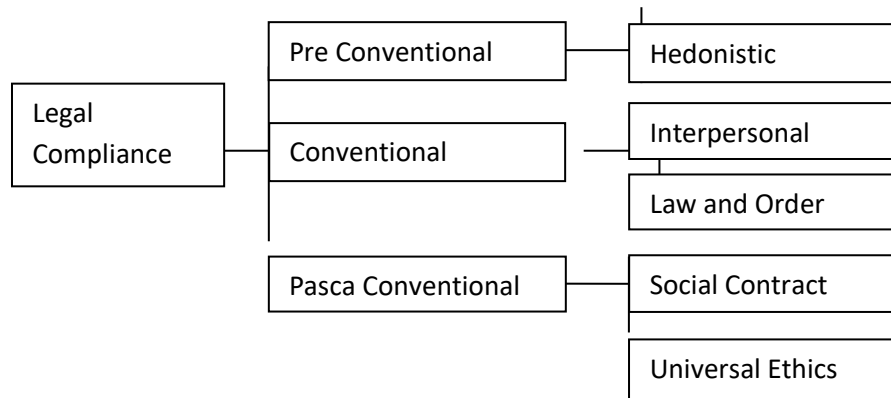 Pre Conventional
Hedonistic
Legal
Compliance
Interpersonal
Conventional
Law and Order
Pasca Conventional
Social Contract
Universal Ethics